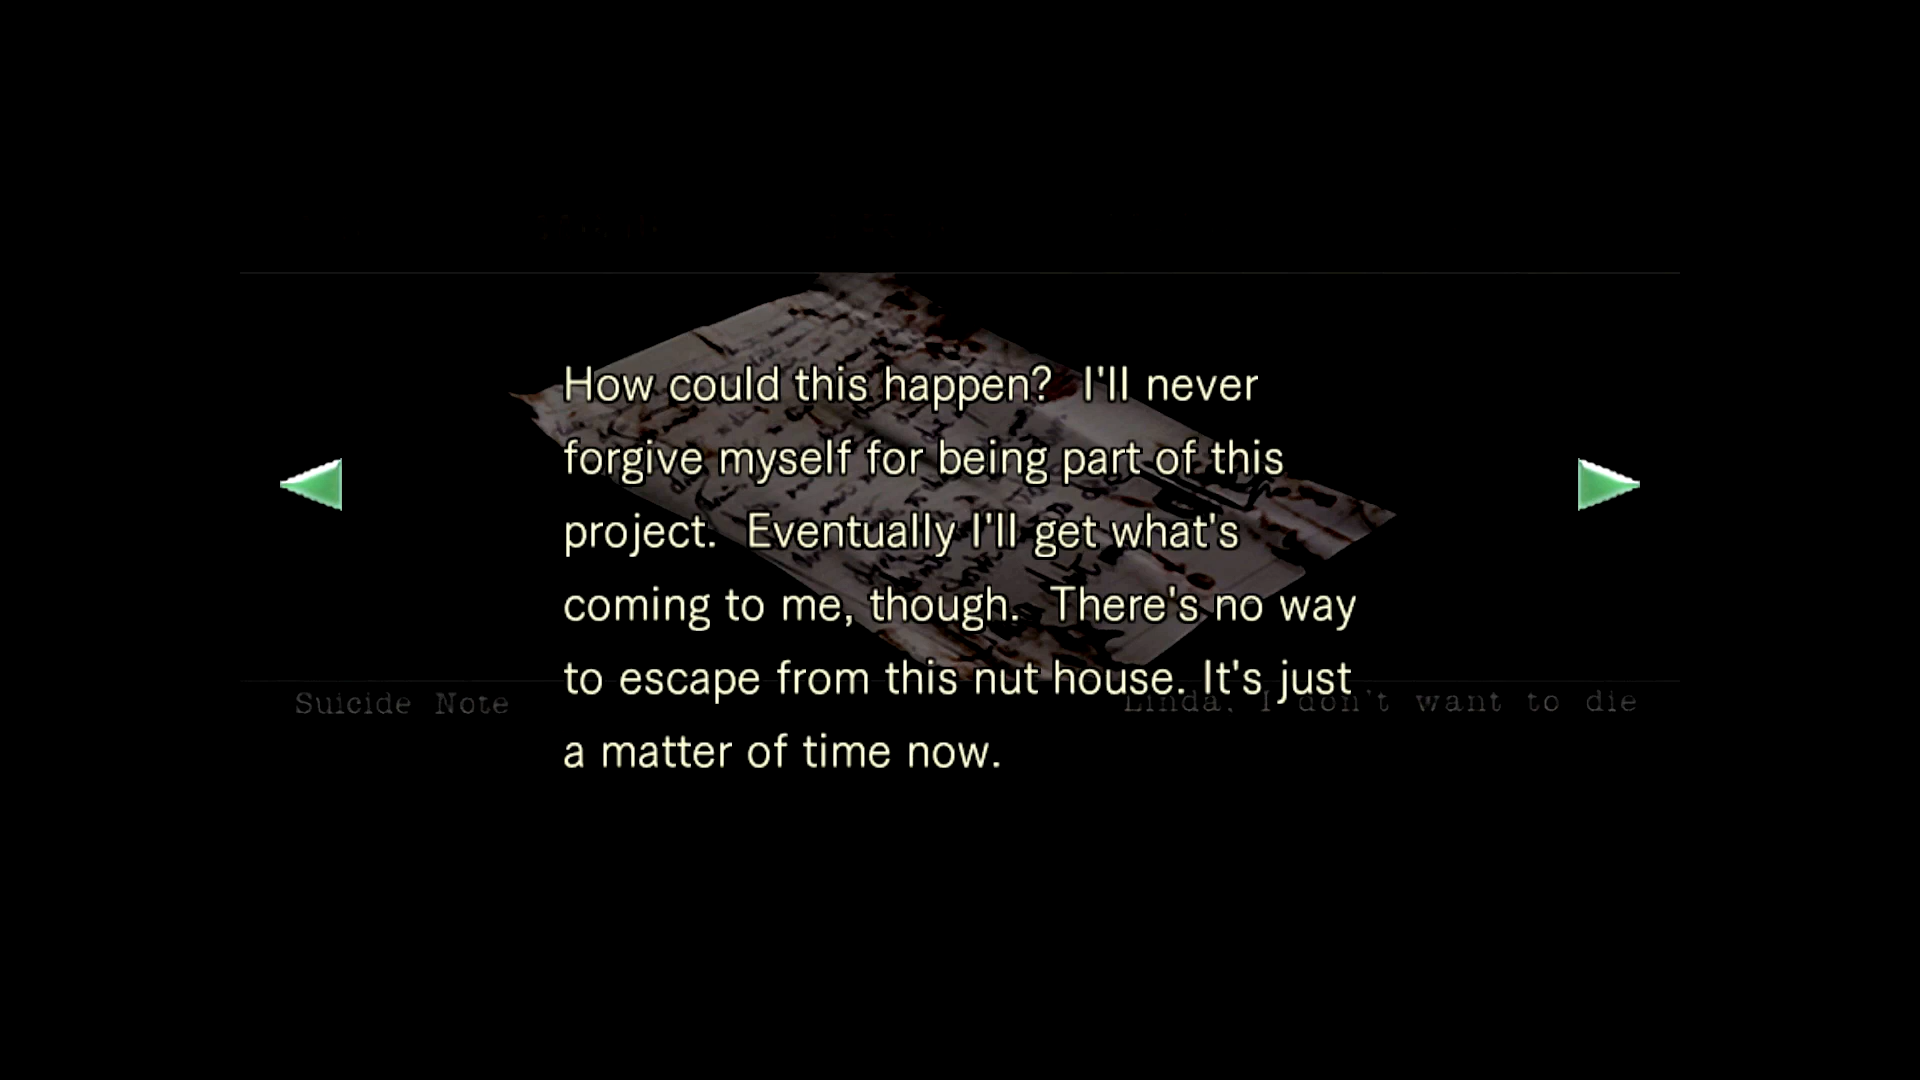 How could this happen?  I'll never
forgive myself for being part of this
project.  Eventually I'll get what's
coming to me, though.  There's no way
to escape from this nut house. It's just
a matter of time now.
Suicide Note
Linda, I don't want to die